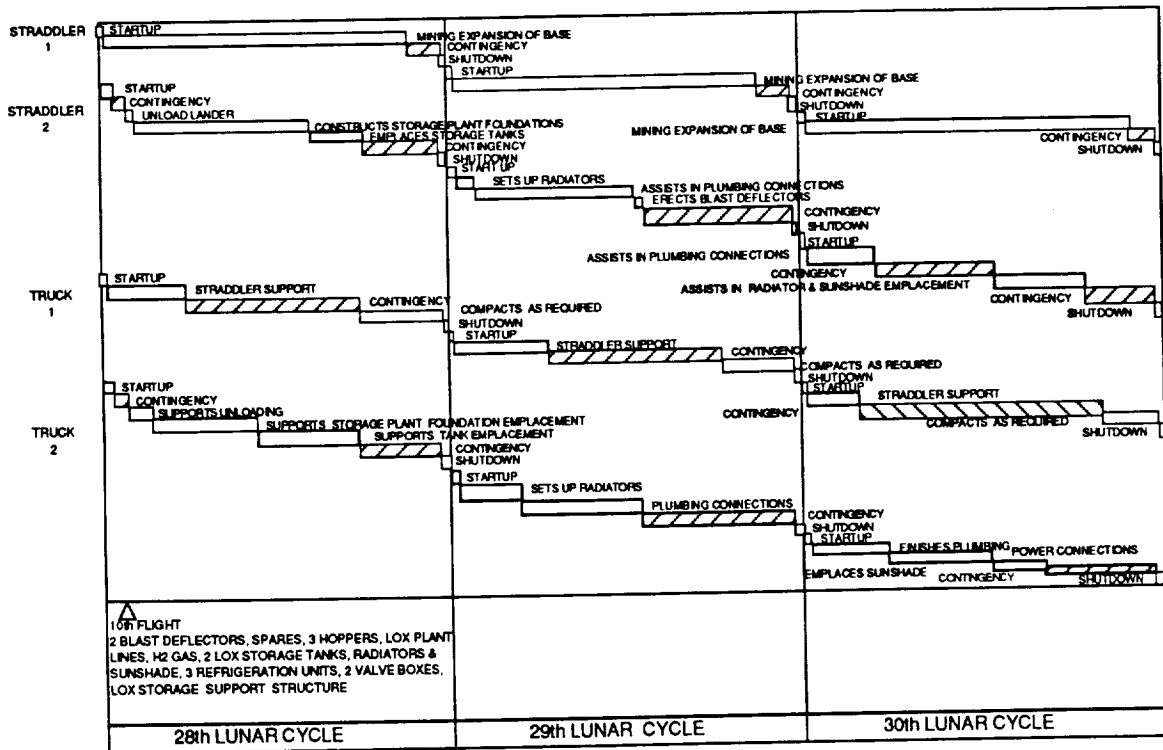 STRADDLER
1
STARTUP
MINING EXPANSION OF BASE
CONTINGENCY
SHUTDOWN
STARTUP
MINING EXPANSION OF BASE
CONTINGENCY
SHUTDOWN
STARTUP
MINING EXPANSION OF BASE
CONTINGENCY
SHUTDOWN
STRADDLER
2
STARTUP
CONTINGENCY
UNLOAD LANDER
CONSTRUCTS STORAGE PLANT FOUNDATIONS
EMPLACES STORAGE TANKS
CONTINGENCY
SHUTDOWN
START UP
SETS UP RADIATORS
ASSISTS IN PLUMBING CONNECTIONS
ERECTS BLAST DEFLECTORS
CONTINGENCY
SHUTDOWN
STARTUP
ASSISTS IN PLUMBING CONNECTIONS
CONTINGENCY
ASSISTS IN RADIATOR & SUNSHADE EMPLACEMENT
CONTINGENCY
SHUTDOWN
TRUCK
1
STARTUP
STRADDLER SUPPORT
CONTINGENCY
COMPACTS AS REQUIRED
SHUTDOWN
STARTUP
STRADDLER SUPPORT
CONTINGENCY
COMPACTS AS REQUIRED
SHUTDOWN
STARTUP
STRADDLER SUPPORT
CONTINGENCY
COMPACTS AS REQUIRED
SHUTDOWN
TRUCK
2
STARTUP
CONTINGENCY
SUPPORTS UNLOADING
SUPPORTS STORAGE PLANT FOUNDATION EMPLACEMENT
SUPPORTS TANK EMPLACEMENT
CONTINGENCY
SHUTDOWN
STARTUP
SETS UP RADIATORS
PLUMBING CONNECTIONS
CONTINGENCY
SHUTDOWN
STARTUP
FINISHES PLUMBING
POWER CONNECTIONS
EMPLACES SUNSHADE
CONTINGENCY
SHUTDOWN
10th FLIGHT
2 BLAST DEFLECTORS, SPARES, 3 HOPPERS, LOX PLANT
LINES, H2 GAS, 2 LOX STORAGE TANKS, RADIATORS &
SUNSHADE, 3 REFRIGERATION UNITS, 2 VALVE BOXES,
LOX STORAGE SUPPORT STRUCTURE
28th LUNAR CYCLE
29th LUNAR CYCLE
30th LUNAR CYCLE